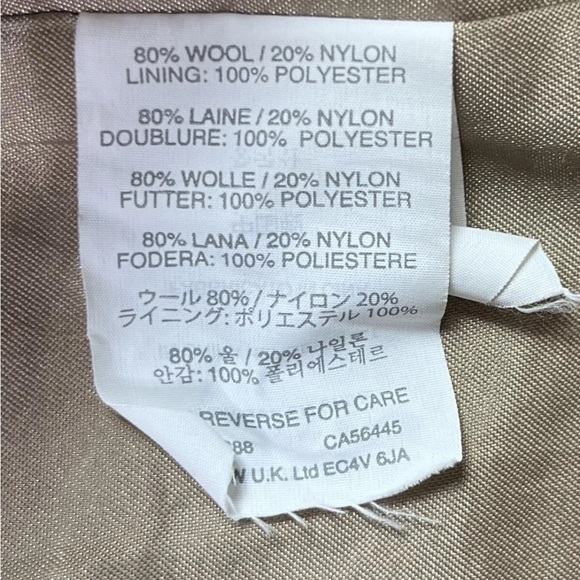 80% WOOL / 20% NYLON
LINING: 100% POLYESTER
80% LAINE / 20% NYLON
DOUBLURE: 100% POLYESTER
80% WOLLE / 20% NYLON
FUTTER: 100% POLYESTER
80% LANA / 20% NYLON
FODERA: 100% POLIESTERE
ウール 80% / ナイロン 20%
ライニング: ポリエステル 100%
80% 울 / 20% 나일론
안감: 100% 폴리에스테르
REVERSE FOR CARE
88 CA56445
W U.K. Ltd EC4V 6JA